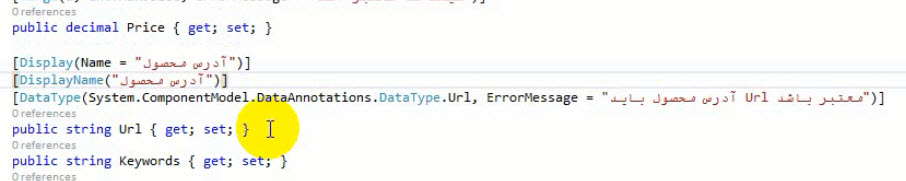 0 references
public decimal Price { get; set; }
[Display(Name = "آدرس محصول")]
[DisplayName("آدرس محصول")]
[DataType(System.ComponentModel.DataAnnotations.DataType.Url, ErrorMessage = "آدرس محصول باید Url معتبر باشد")]
0 references
public string Url { get; set; }
0 references
public string Keywords { get; set; }
0 references